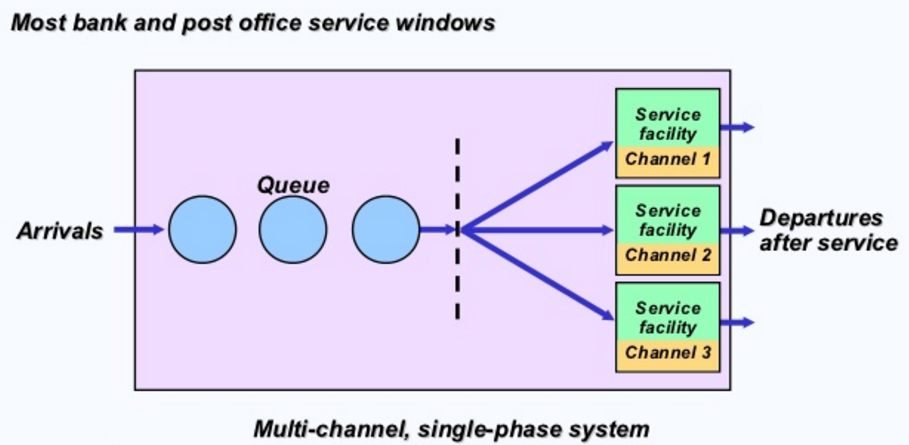 Most bank and post office service windows
Service
facility
Channel 1
Queue
Service
facility
Channel 2
Arrivals
Departures
after service
Service
facility
Channel 3
Multi-channel, single-phase system